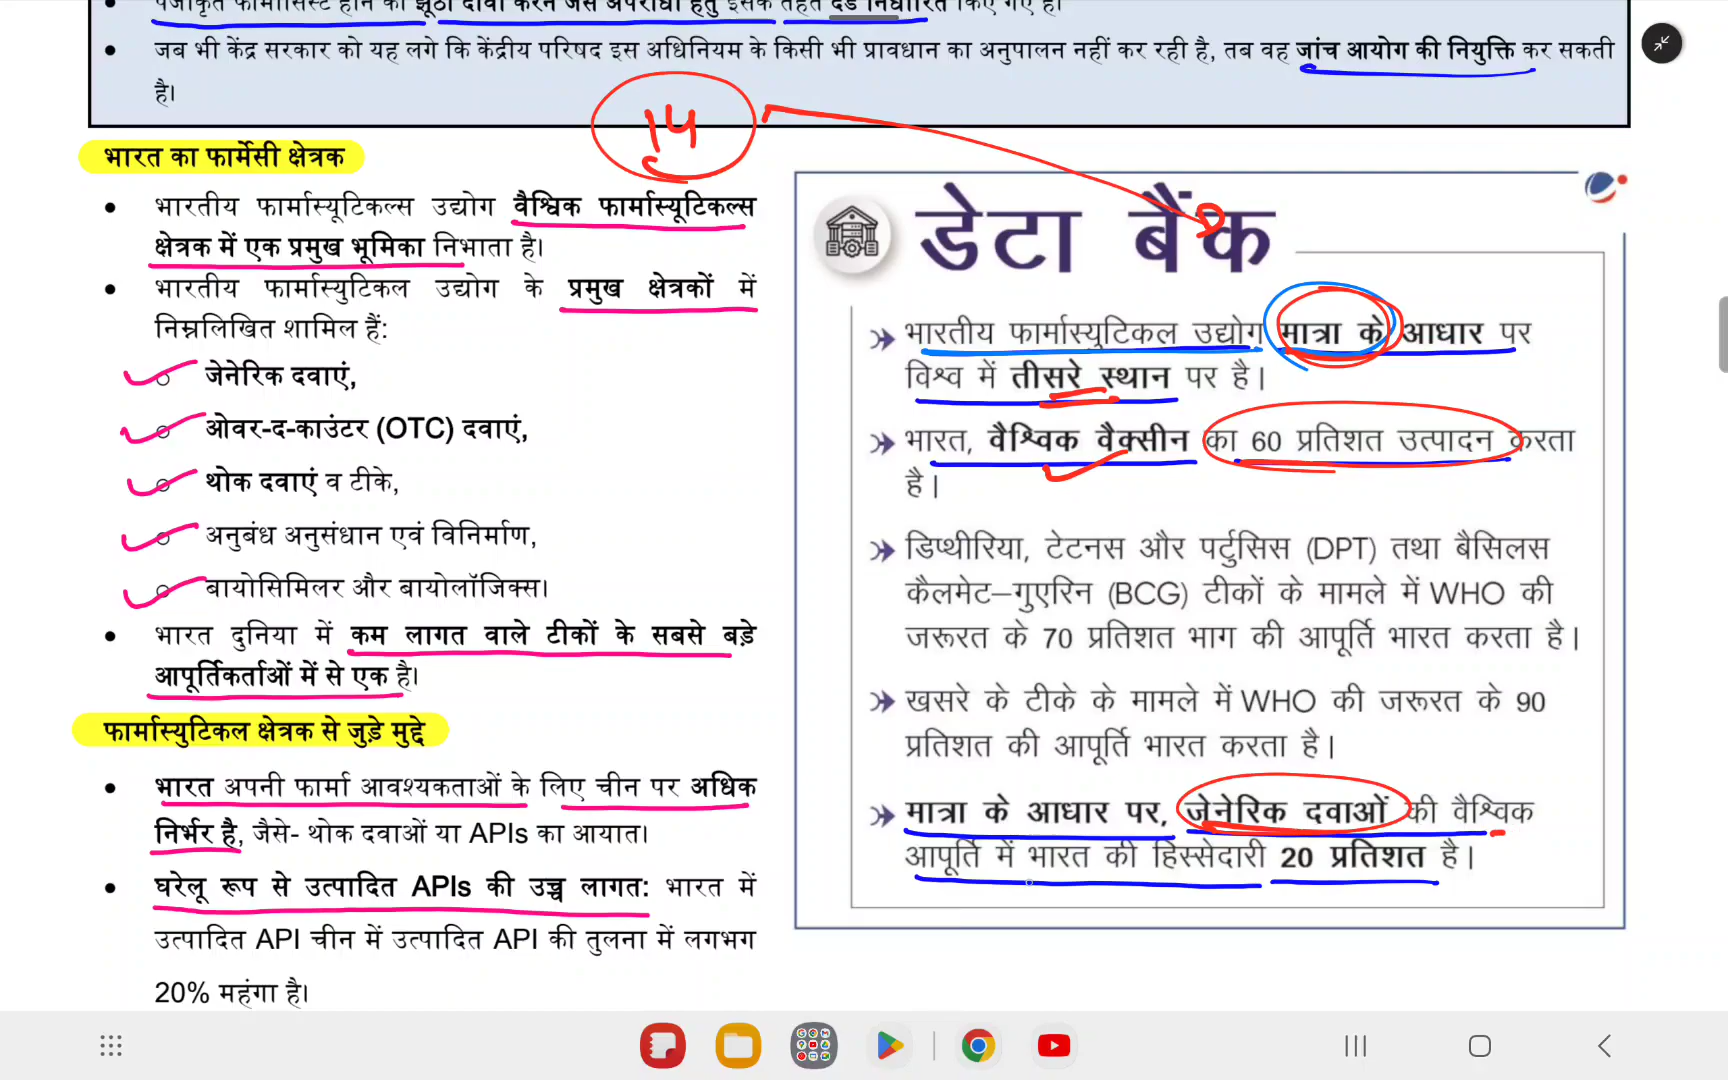 पंजीकृत फार्मासिस्ट होने का झूठा दावा करने जैसे अपराधों हेतु इसके तहत दंड निर्धारित किए गए हैं।
जब भी केंद्र सरकार को यह लगे कि केंद्रीय परिषद इस अधिनियम के किसी भी प्रावधान का अनुपालन नहीं कर रही है, तब वह जांच आयोग की नियुक्ति कर सकती
है।
14
भारत का फार्मेसी क्षेत्रक
भारतीय फार्मास्यूटिकल्स उद्योग वैश्विक फार्मास्यूटिकल्स
क्षेत्रक में एक प्रमुख भूमिका निभाता है।
भारतीय फार्मास्युटिकल उद्योग के प्रमुख क्षेत्रकों में
निम्नलिखित शामिल हैं:
जेनेरिक दवाएं,
ओवर-द-काउंटर (OTC) दवाएं,
थोक दवाएं व टीके,
अनुबंध अनुसंधान एवं विनिर्माण,
बायोसिमिलर और बायोलॉजिक्स।
भारत दुनिया में कम लागत वाले टीकों के सबसे बड़े
आपूर्तिकर्ताओं में से एक है।
फार्मास्युटिकल क्षेत्रक से जुड़े मुद्दे
भारत अपनी फार्मा आवश्यकताओं के लिए चीन पर अधिक
निर्भर है, जैसे- थोक दवाओं या APIs का आयात।
घरेलू रूप से उत्पादित APIs की उच्च लागत: भारत में
उत्पादित API चीन में उत्पादित API की तुलना में लगभग
20% महंगा है।
डेटा बैंक
भारतीय फार्मास्युटिकल उद्योग मात्रा के आधार पर
विश्व में तीसरे स्थान पर है।
भारत, वैश्विक वैक्सीन का 60 प्रतिशत उत्पादन करता
है।
डिप्थीरिया, टेटनस और पर्टुसिस (DPT) तथा बैसिलस
कैलमेट–गुएरिन (BCG) टीकों के मामले में WHO की
जरूरत के 70 प्रतिशत भाग की आपूर्ति भारत करता है।
खसरे के टीके के मामले में WHO की जरूरत के 90
प्रतिशत की आपूर्ति भारत करता है।
मात्रा के आधार पर, जेनेरिक दवाओं की वैश्विक
आपूर्ति में भारत की हिस्सेदारी 20 प्रतिशत है।